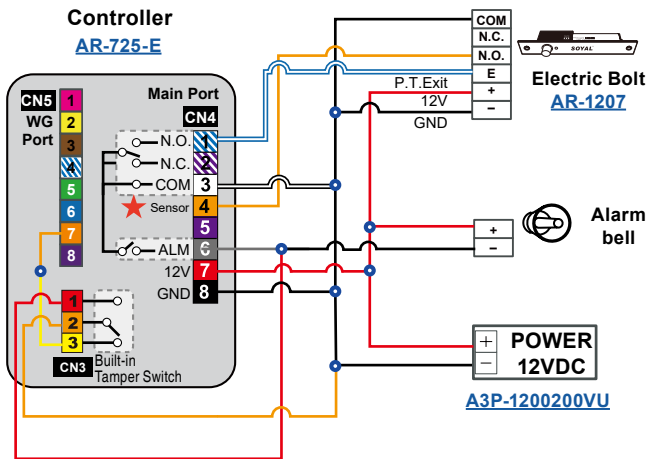 Controller
AR-725-E
Main Port
CN5
WG
Port
1
2
3
4
5
6
7
8
CN4
N.O.
N.C.
COM
Sensor
ALM
12V
GND
1
2
3
4
5
6
7
8
1
2
3
CN3
Built-in
Tamper Switch
COM
N.C.
N.O.
E
+
−
P.T.Exit
12V
GND
SOYAL
Electric Bolt
AR-1207
+
−
Alarm
bell
+
−
POWER
12VDC
A3P-1200200VU